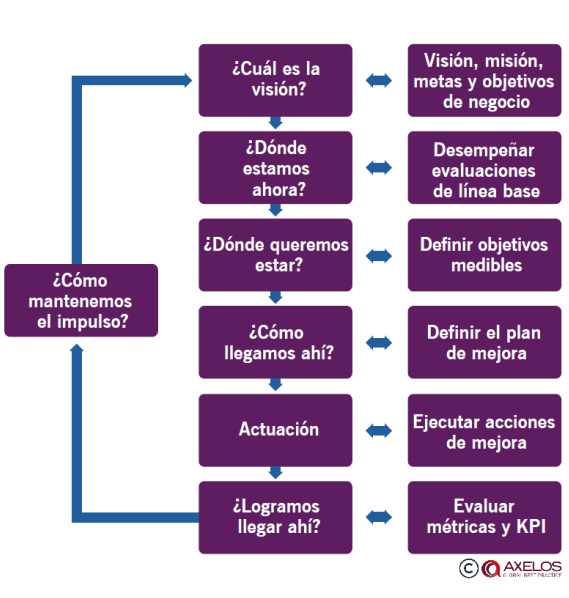 ¿Cuál es la
visión?
Visión, misión,
metas y objetivos
de negocio
¿Dónde
estamos
ahora?
Desempeñar
evaluaciones
de línea base
¿Dónde queremos
estar?
Definir objetivos
medibles
¿Cómo
mantenemos
el impulso?
¿Cómo
llegamos ahí?
Definir el plan
de mejora
Actuación
Ejecutar acciones
de mejora
¿Logramos
llegar ahí?
Evaluar
métricas y KPI
© AXELOS
GLOBAL BEST PRACTICE